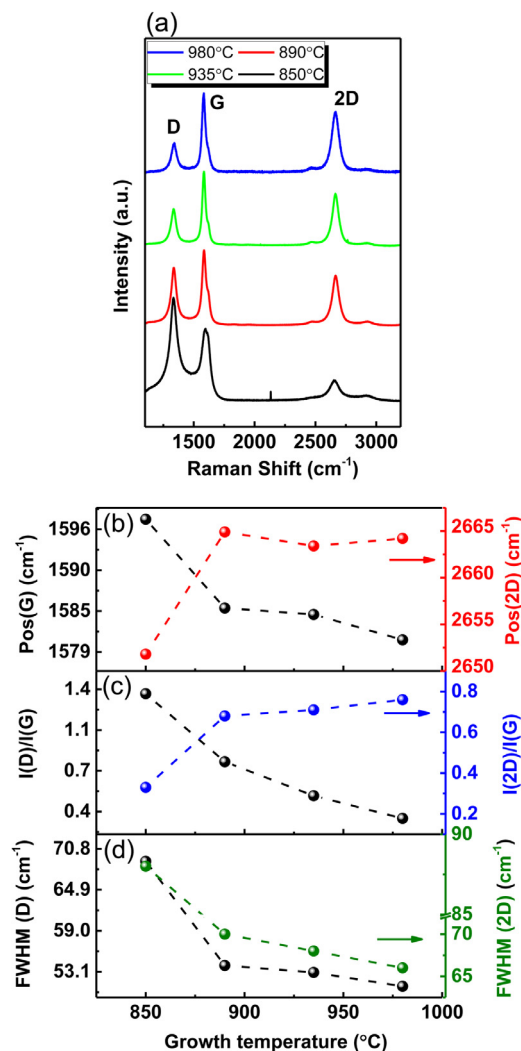 (a)
980°C 890°C
935°C 850°C
D G 2D
Intensity (a.u.)
1500 2000 2500 3000
Raman Shift (cm-1)
(b)
Pos(G) (cm-1)
1596
1590
1585
1579
2665
2660
2655
2650
Pos(2D) (cm-1)
(c)
I(D)/I(G)
1.4
1.1
0.7
0.4
0.8
0.6
0.4
0.2
I(2D)/I(G)
(d)
FWHM (D) (cm-1)
70.8
64.9
59.0
53.1
90
85
70
65
FWHM (2D) (cm-1)
850 900 950 1000
Growth temperature (°C)